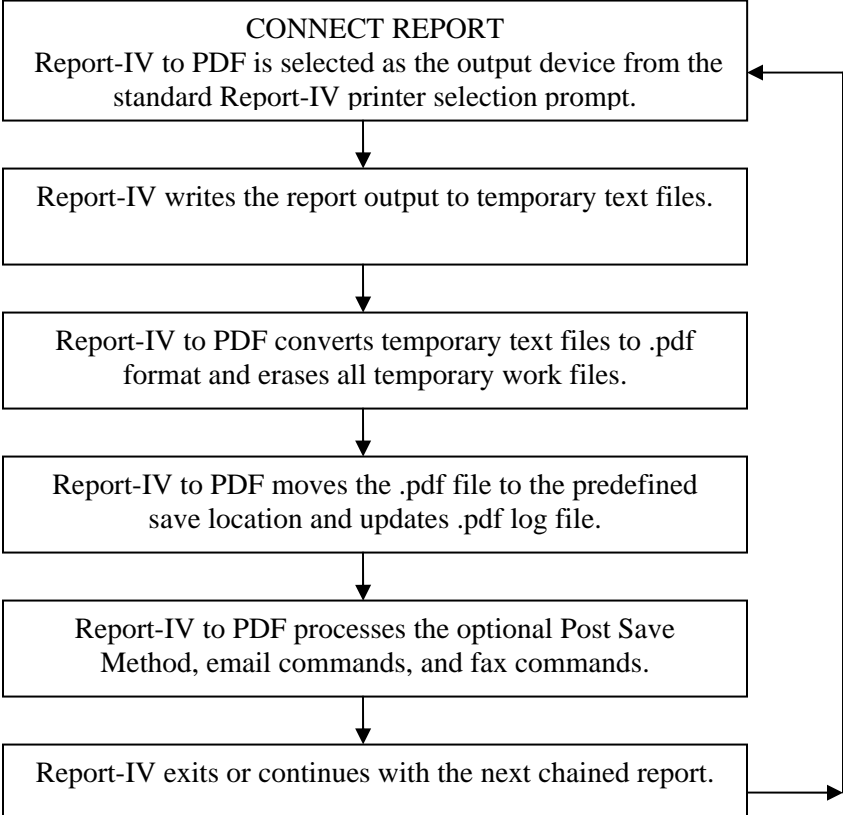 CONNECT REPORT
Report-IV to PDF is selected as the output device from the
standard Report-IV printer selection prompt.
Report-IV writes the report output to temporary text files.
Report-IV to PDF converts temporary text files to .pdf
format and erases all temporary work files.
Report-IV to PDF moves the .pdf file to the predefined
save location and updates .pdf log file.
Report-IV to PDF processes the optional Post Save
Method, email commands, and fax commands.
Report-IV exits or continues with the next chained report.